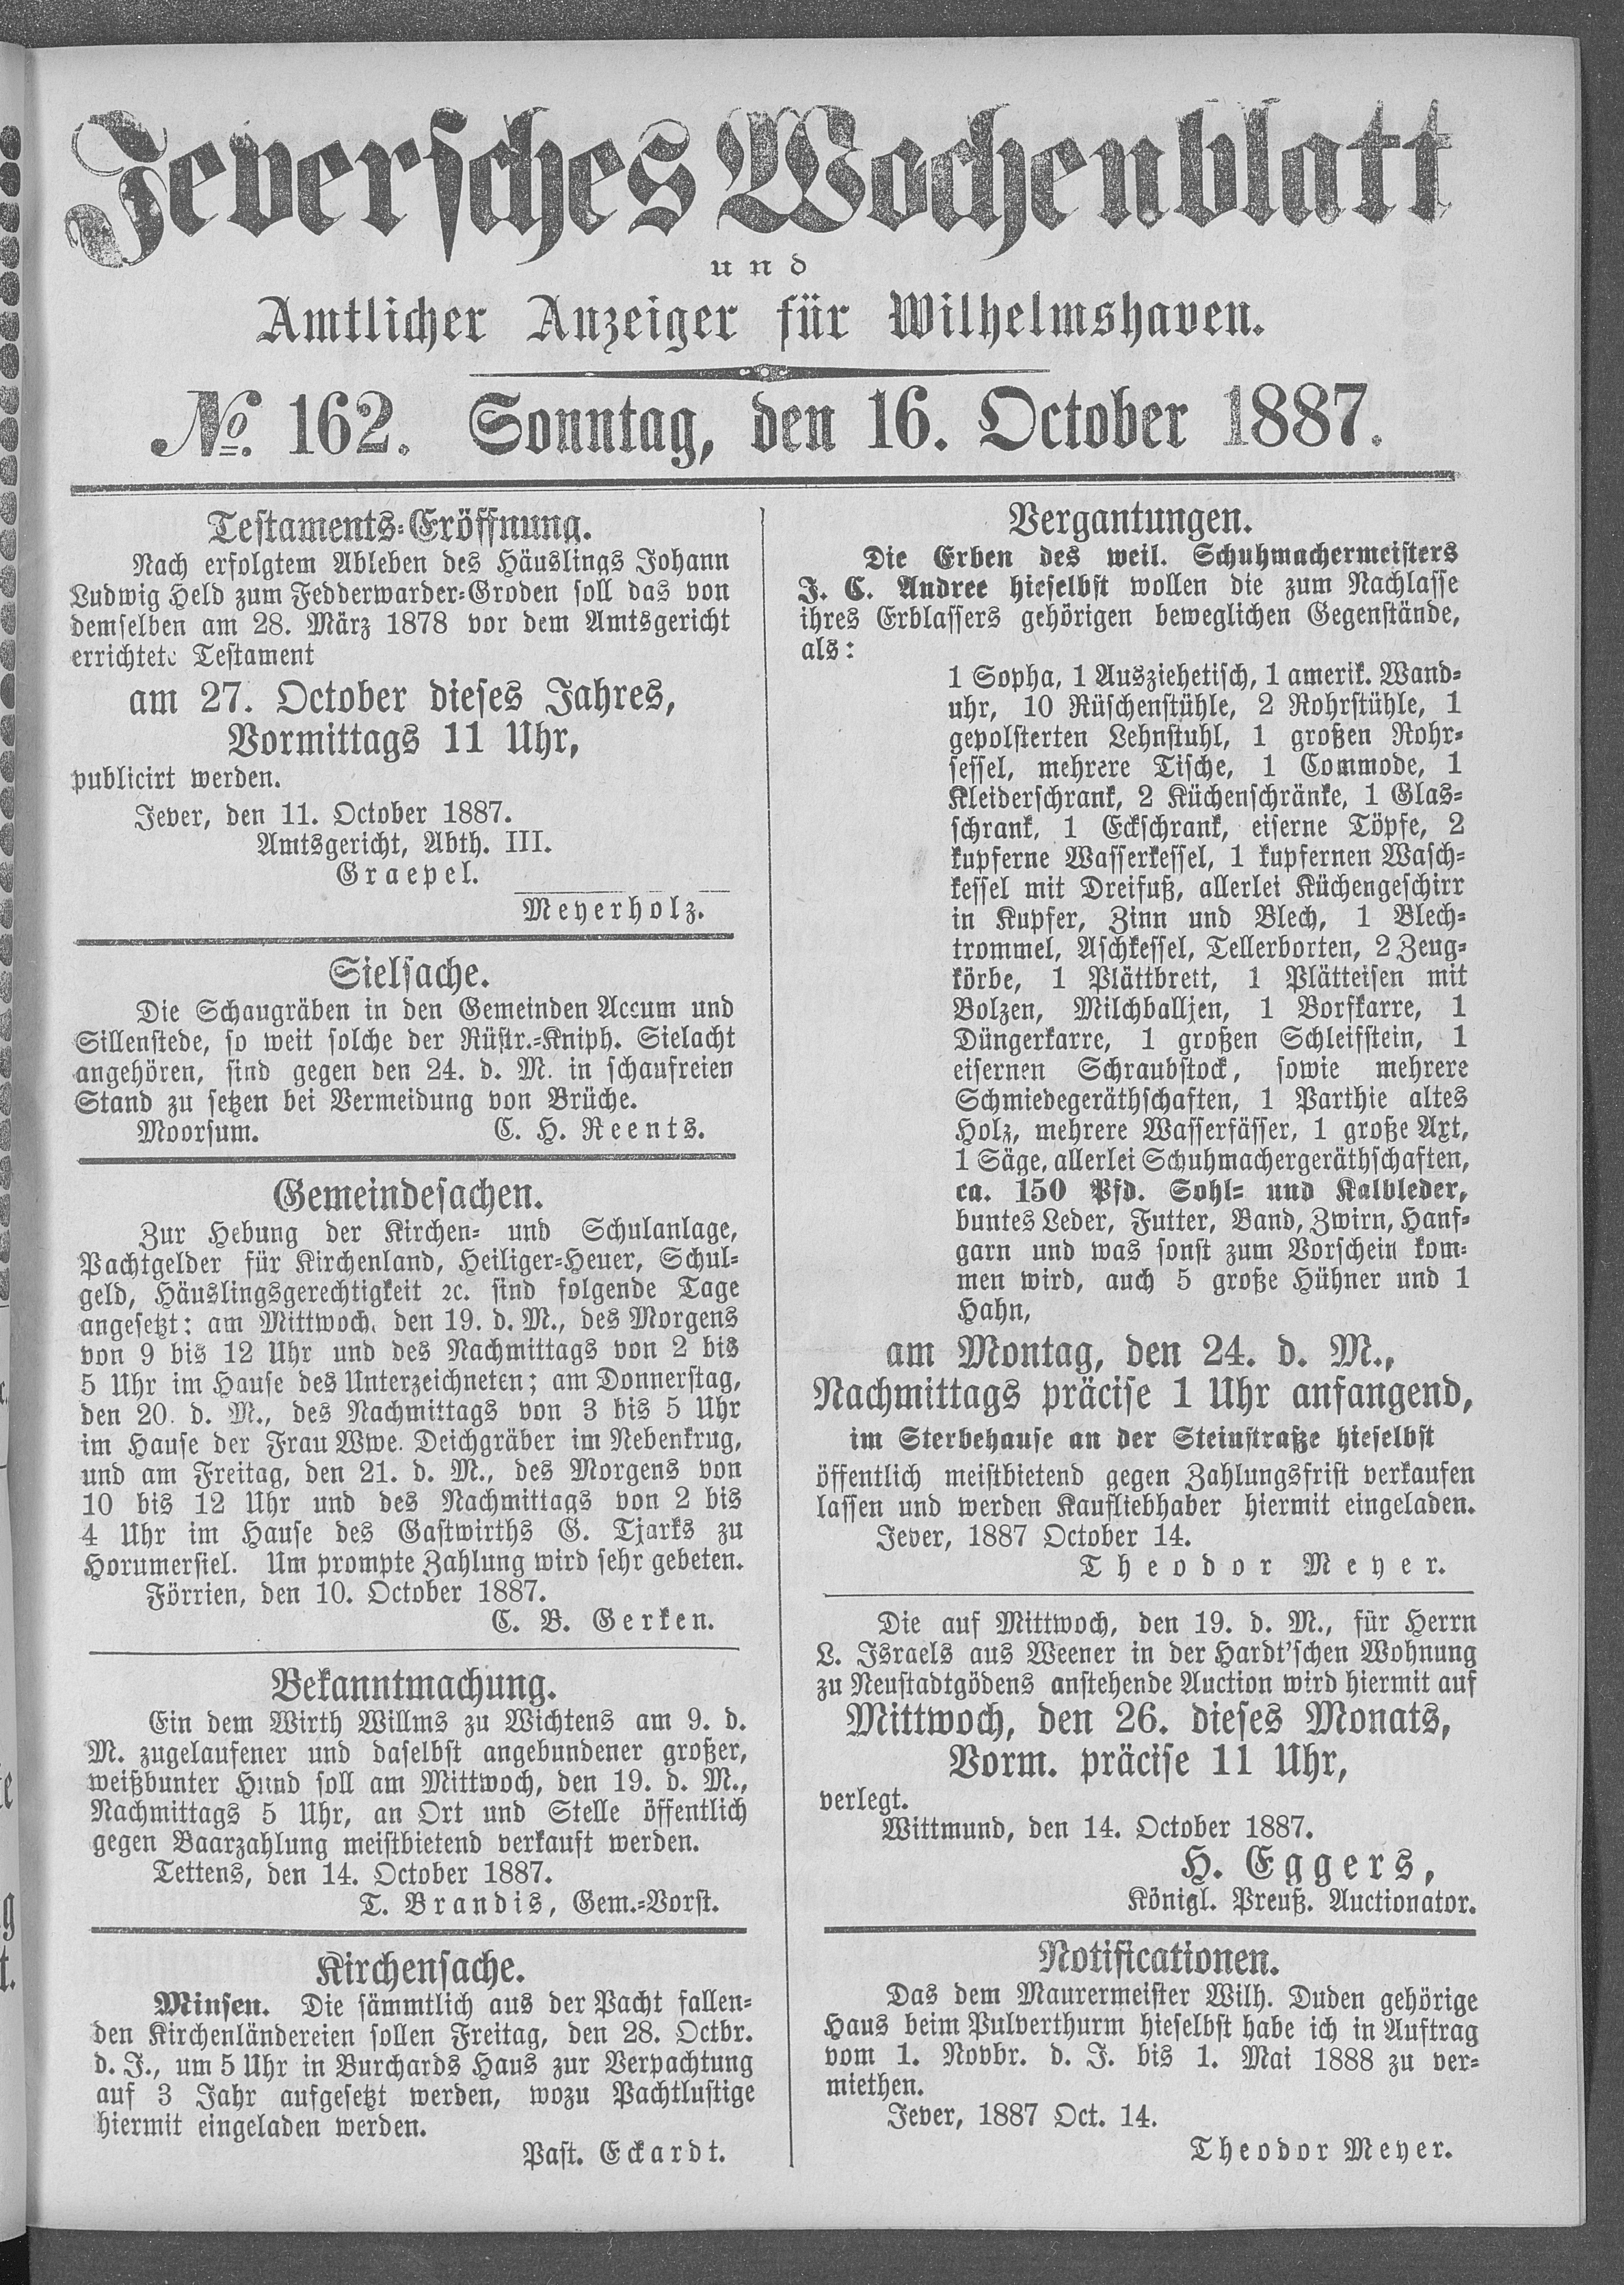 Jeversches Wochenblatt
und
Amtlicher Anzeiger für Wilhelmshaven.
No. 162. Sonntag, den 16. October 1887.
Testaments-Eröffnung.
Nach erfolgtem Ableben des Häuslings Johann
Ludwig Held zum Fedderwarder-Groden soll das von
demselben am 28. März 1878 vor dem Amtsgericht
errichtete Testament
am 27. October dieses Jahres,
Vormittags 11 Uhr,
publicirt werden.
Jever, den 11. October 1887.
Amtsgericht, Abth. III.
Graepel.
Meyerholz.
Sielsache.
Die Schaugräben in den Gemeinden Accum und
Sillenstede, so weit solche der Rüstr.-Kniph. Sielacht
angehören, sind gegen den 24. d. M. in schaufreien
Stand zu setzen bei Vermeidung von Brüche.
Moorsum. C. H. Reents.
Gemeindesachen.
Zur Hebung der Kirchen- und Schulanlage,
Pachtgelder für Kirchenland, Heiliger-Heuer, Schul-
geld, Häuslingsgerechtigkeit ꝛc. sind folgende Tage
angesetzt: am Mittwoch, den 19. d. M., des Morgens
von 9 bis 12 Uhr und des Nachmittags von 2 bis
5 Uhr im Hause des Unterzeichneten; am Donnerstag,
den 20. d. M., des Nachmittags von 3 bis 5 Uhr
im Hause der Frau Wwe. Deichgräber im Nebenkrug,
und am Freitag, den 21. d. M., des Morgens von
10 bis 12 Uhr und des Nachmittags von 2 bis
4 Uhr im Hause des Gastwirths G. Tjarks zu
Horumersiel. Um prompte Zahlung wird sehr gebeten.
Förrien, den 10. October 1887.
C. B. Gerken.
Bekanntmachung.
Ein dem Wirth Willms zu Wichtens am 9. d.
M. zugelaufener und daselbst angebundener großer,
weißbunter Hund soll am Mittwoch, den 19. d. M.,
Nachmittags 5 Uhr, an Ort und Stelle öffentlich
gegen Baarzahlung meistbietend verkauft werden.
Tettens, den 14. October 1887.
T. Brandis, Gem.-Vorst.
Kirchensache.
Minsen. Die sämmtlich aus der Pacht fallen-
den Kirchenländereien sollen Freitag, den 28. Octbr.
d. J., um 5 Uhr in Burchards Haus zur Verpachtung
auf 3 Jahr aufgesetzt werden, wozu Pachtlustige
hiermit eingeladen werden.
Past. Eckardt.
Vergantungen.
Die Erben des weil. Schuhmachermeisters
J. C. Andree hieselbst wollen die zum Nachlasse
ihres Erblassers gehörigen beweglichen Gegenstände,
als:
1 Sopha, 1 Ausziehetisch, 1 amerik. Wand-
uhr, 10 Rüschenstühle, 2 Rohrstühle, 1
gepolsterten Lehnstuhl, 1 großen Rohr-
sessel, mehrere Tische, 1 Commode, 1
Kleiderschrank, 2 Küchenschränke, 1 Glas-
schrank, 1 Eckschrank, eiserne Töpfe, 2
kupferne Wasserkessel, 1 kupfernen Wasch-
kessel mit Dreifuß, allerlei Küchengeschirr
in Kupfer, Zinn und Blech, 1 Blech-
trommel, Aschkessel, Tellerborten, 2 Zeug-
körbe, 1 Plättbrett, 1 Plätteisen mit
Bolzen, Milchballjen, 1 Borfkarre, 1
Düngerkarre, 1 großen Schleifstein, 1
eisernen Schraubstock, sowie mehrere
Schmiedegeräthschaften, 1 Parthie altes
Holz, mehrere Wasserfässer, 1 große Axt,
1 Säge, allerlei Schuhmachergeräthschaften,
ca. 150 Pfd. Sohl- und Kalbleder,
buntes Leder, Futter, Band, Zwirn, Hanf-
garn und was sonst zum Vorschein kom-
men wird, auch 5 große Hühner und 1
Hahn,
am Montag, den 24. d. M.,
Nachmittags präcise 1 Uhr anfangend,
im Sterbehause an der Steinstraße hieselbst
öffentlich meistbietend gegen Zahlungsfrist verkaufen
lassen und werden Kaufliebhaber hiermit eingeladen.
Jever, 1887 October 14.
Theodor Meyer.
Die auf Mittwoch, den 19. d. M., für Herrn
L. Israels aus Weener in der Hardt'schen Wohnung
zu Neustadtgödens anstehende Auction wird hiermit auf
Mittwoch, den 26. dieses Monats,
Vorm. präcise 11 Uhr,
verlegt.
Wittmund, den 14. October 1887.
H. Eggers,
Königl. Preuß. Auctionator.
Notificationen.
Das dem Maurermeister Wilh. Duden gehörige
Haus beim Pulverthurm hieselbst habe ich in Auftrag
vom 1. Novbr. d. J. bis 1. Mai 1888 zu ver-
miethen.
Jever, 1887 Oct. 14.
Theodor Meyer.